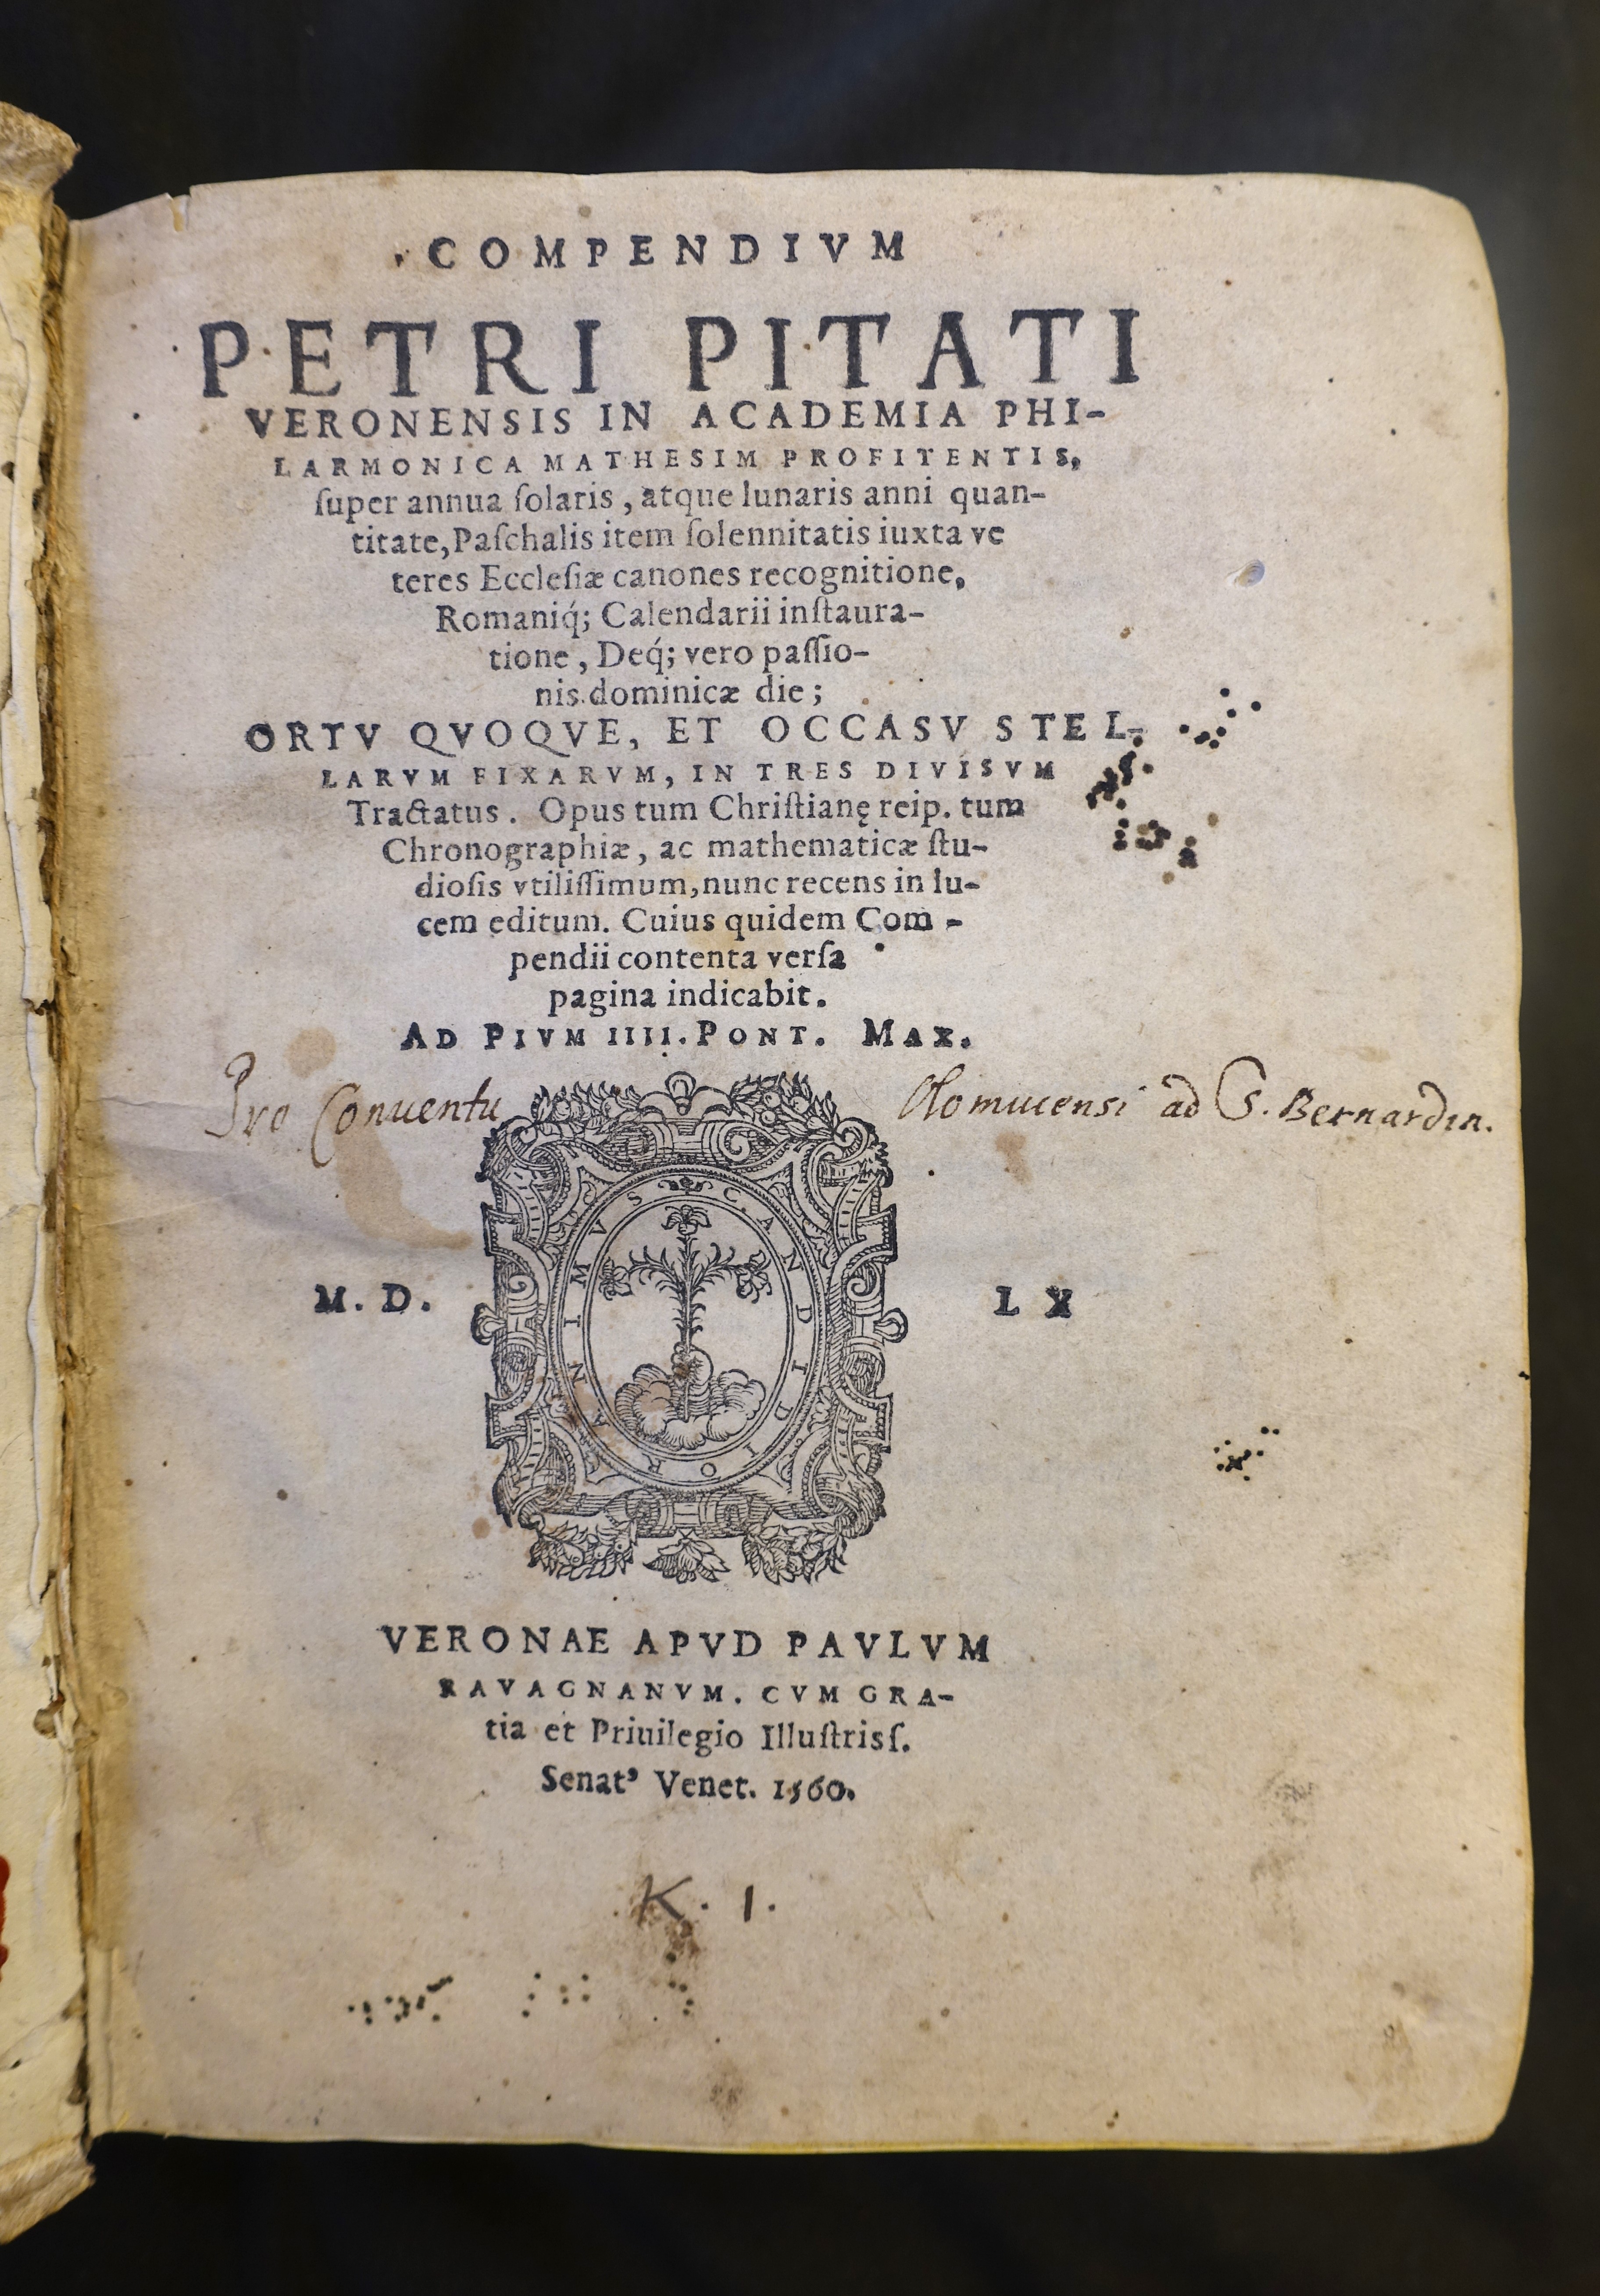 COMPENDIVM
PETRI PITATI
VERONENSIS IN ACADEMIA PHI-
LARMONICA MATHESIM PROFITENTIS,
ſuper annua ſolaris, atque lunaris anni quan-
titate, Paſchalis item ſolennitatis iuxta ve
teres Eccleſiæ canones recognitione,
Romaniq́; Calendarii inſtaura-
tione, Deq́; vero paſſio-
nis dominicæ die;
ORTV QVOQVE, ET OCCASV STEL-
LARVM FIXARVM, IN TRES DIVISVM
Tractatus. Opus tum Chriſtianę reip. tum
Chronographiæ, ac mathematicæ ſtu-
dioſis vtiliſſimum, nunc recens in lu-
cem editum. Cuius quidem Com-
pendii contenta verſa
pagina indicabit.
AD PIVM IIII. PONT. MAX.
Pro Conuentu Olomucensi ad S. Bernardin.
CANDIDIOR ANIMVS
M. D. LX
VERONAE APVD PAVLVM
RAVAGNANVM. CVM GRA-
tia et Priuilegio Illuſtrisſ.
Senat' Venet. 1560.
K. 1.